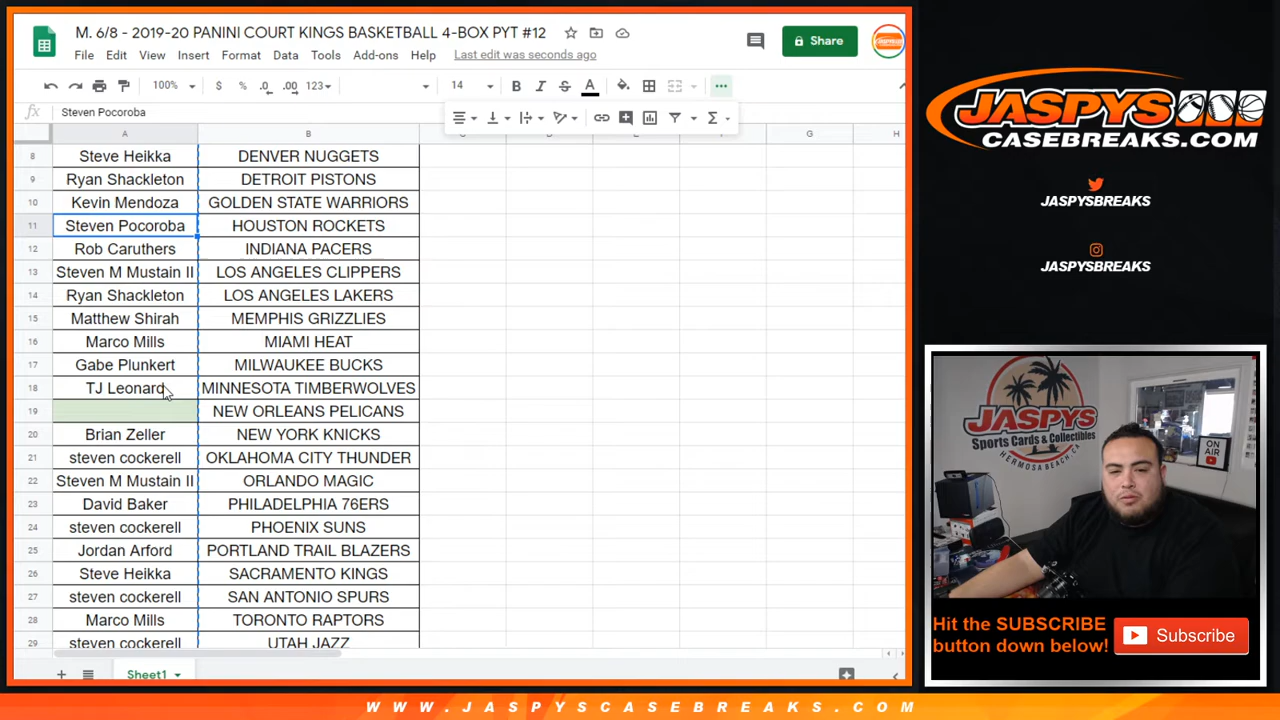 M. 6/8 - 2019-20 PANINI COURT KINGS BASKETBALL 4-BOX PYT #12
File Edit View Insert Format Data Tools Add-ons Help Last edit was seconds ago
Share
100% $ % .0 .00 123 14 B I S A
fx Steven Pocoroba
A B C D E F G H
8 Steve Heikka DENVER NUGGETS
9 Ryan Shackleton DETROIT PISTONS
10 Kevin Mendoza GOLDEN STATE WARRIORS
11 Steven Pocoroba HOUSTON ROCKETS
12 Rob Caruthers INDIANA PACERS
13 Steven M Mustain II LOS ANGELES CLIPPERS
14 Ryan Shackleton LOS ANGELES LAKERS
15 Matthew Shirah MEMPHIS GRIZZLIES
16 Marco Mills MIAMI HEAT
17 Gabe Plunkert MILWAUKEE BUCKS
18 TJ Leonard MINNESOTA TIMBERWOLVES
19 NEW ORLEANS PELICANS
20 Brian Zeller NEW YORK KNICKS
21 steven cockerell OKLAHOMA CITY THUNDER
22 Steven M Mustain II ORLANDO MAGIC
23 David Baker PHILADELPHIA 76ERS
24 steven cockerell PHOENIX SUNS
25 Jordan Arford PORTLAND TRAIL BLAZERS
26 Steve Heikka SACRAMENTO KINGS
27 steven cockerell SAN ANTONIO SPURS
28 Marco Mills TORONTO RAPTORS
29 steven cockerell UTAH JAZZ
Sheet1
JASPYS
CASEBREAKS.COM
JASPYSBREAKS
JASPYSBREAKS
JASPYS
Sports Cards & Collectibles
HERMOSA BEACH, CA
ON
AIR
Hit the SUBSCRIBE
button down below!
Subscribe
WWW.JASPYSCASEBREAKS.COM